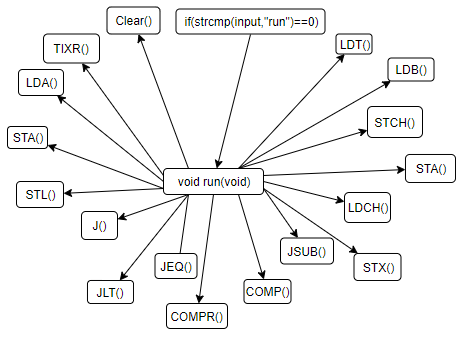 Clear()
if(strcmp(input,"run")==0)
TIXR()
LDT()
LDA()
LDB()
STCH()
STA()
STA()
void run(void)
STL()
LDCH()
J()
JSUB()
JEQ()
STX()
JLT()
COMP()
COMPR()